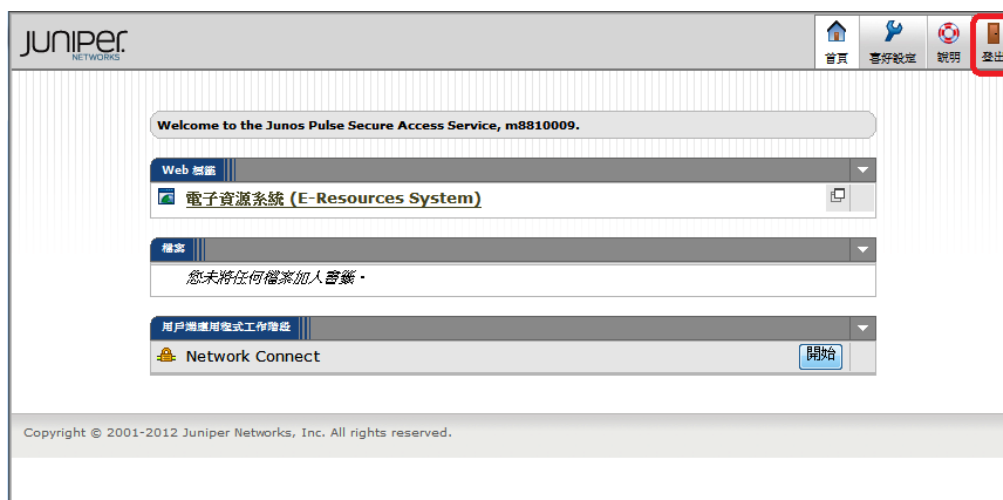 JUNIPER
NETWORKS
首頁
喜好設定
說明
登出
Welcome to the Junos Pulse Secure Access Service, m8810009.
Web 標籤
電子資源系統 (E-Resources System)
檔案
您未將任何檔案加入書籤。
用戶端應用程式工作階段
Network Connect
開始
Copyright © 2001-2012 Juniper Networks, Inc. All rights reserved.